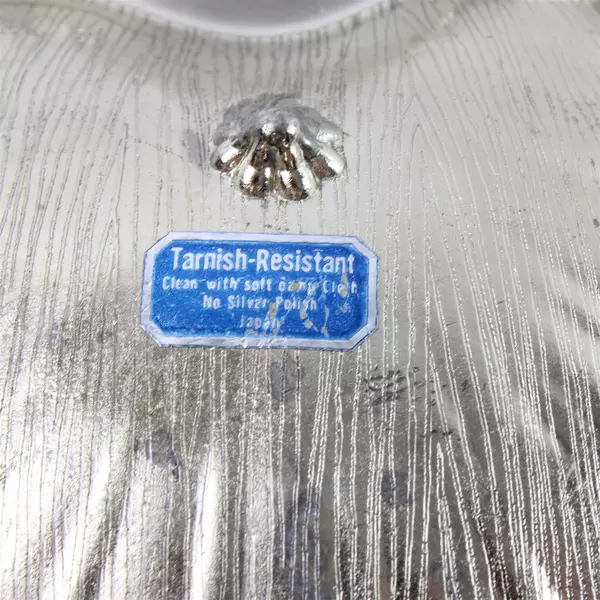 Tarnish-Resistant
Clean with soft damp Cloth
No Silver Polish
Japan